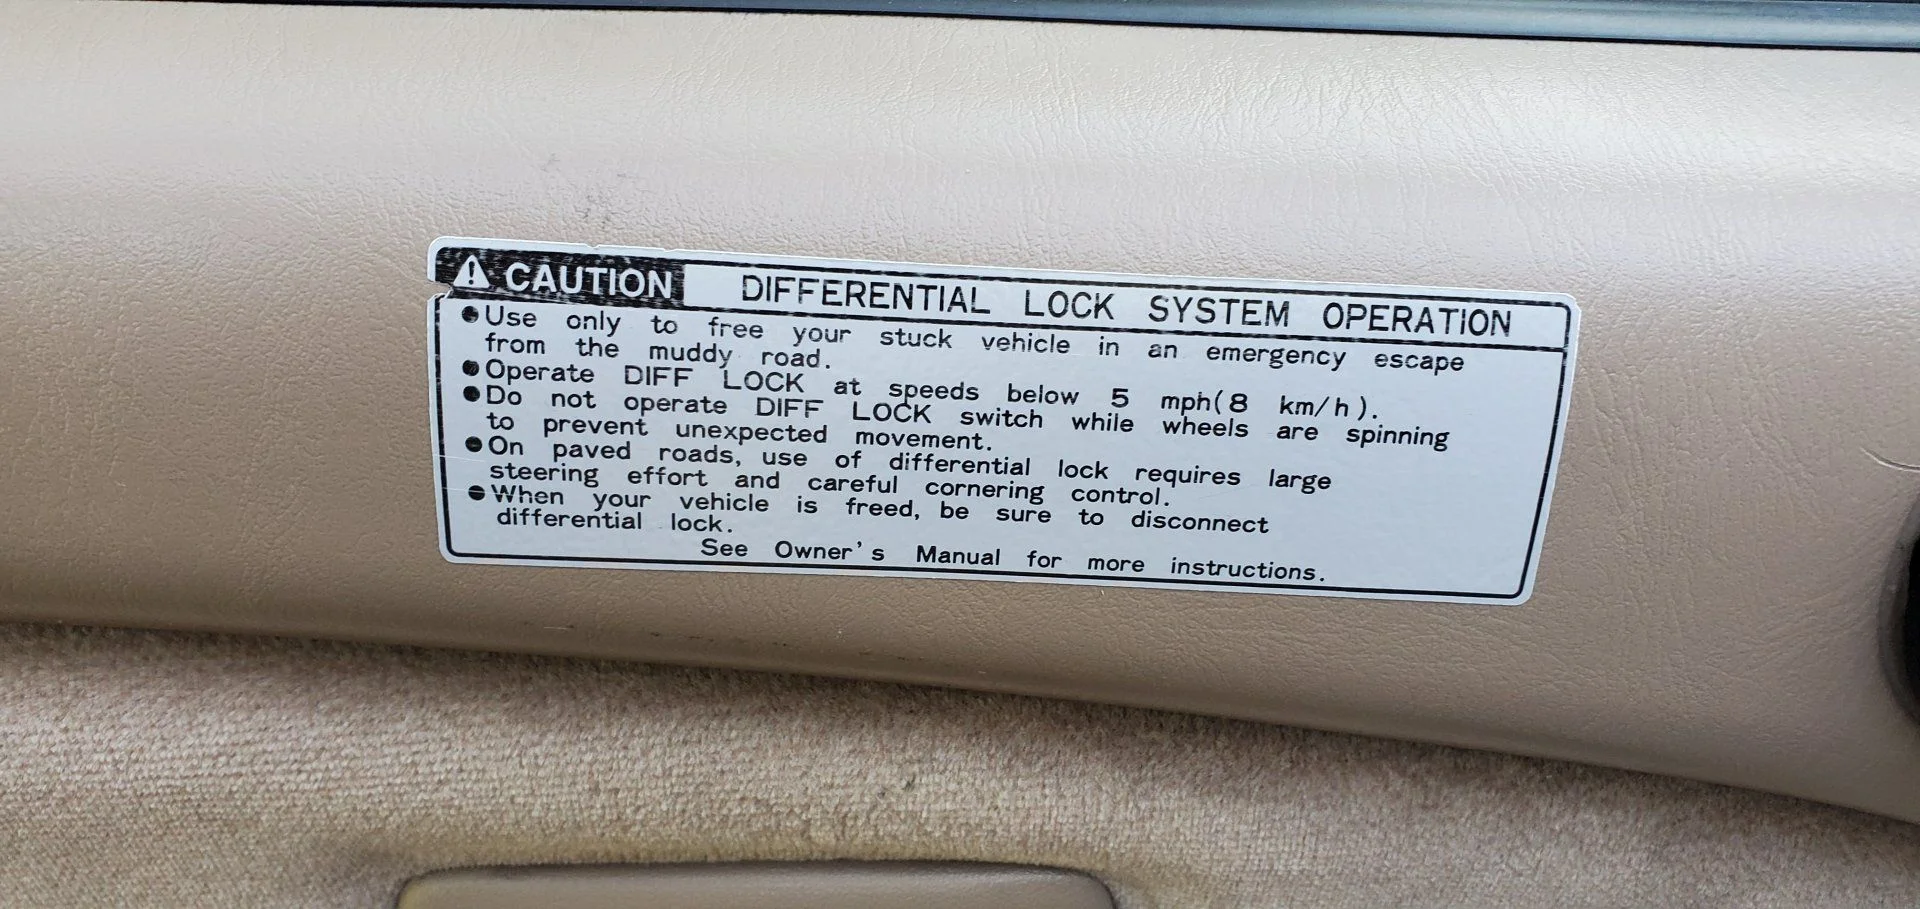 ⚠ CAUTION DIFFERENTIAL LOCK SYSTEM OPERATION
●Use only to free your stuck vehicle in an emergency escape
from the muddy road.
●Operate DIFF LOCK at speeds below 5 mph(8 km/h).
●Do not operate DIFF LOCK switch while wheels are spinning
to prevent unexpected movement.
●On paved roads, use of differential lock requires large
steering effort and careful cornering control.
●When your vehicle is freed, be sure to disconnect
differential lock.
See Owner's Manual for more instructions.